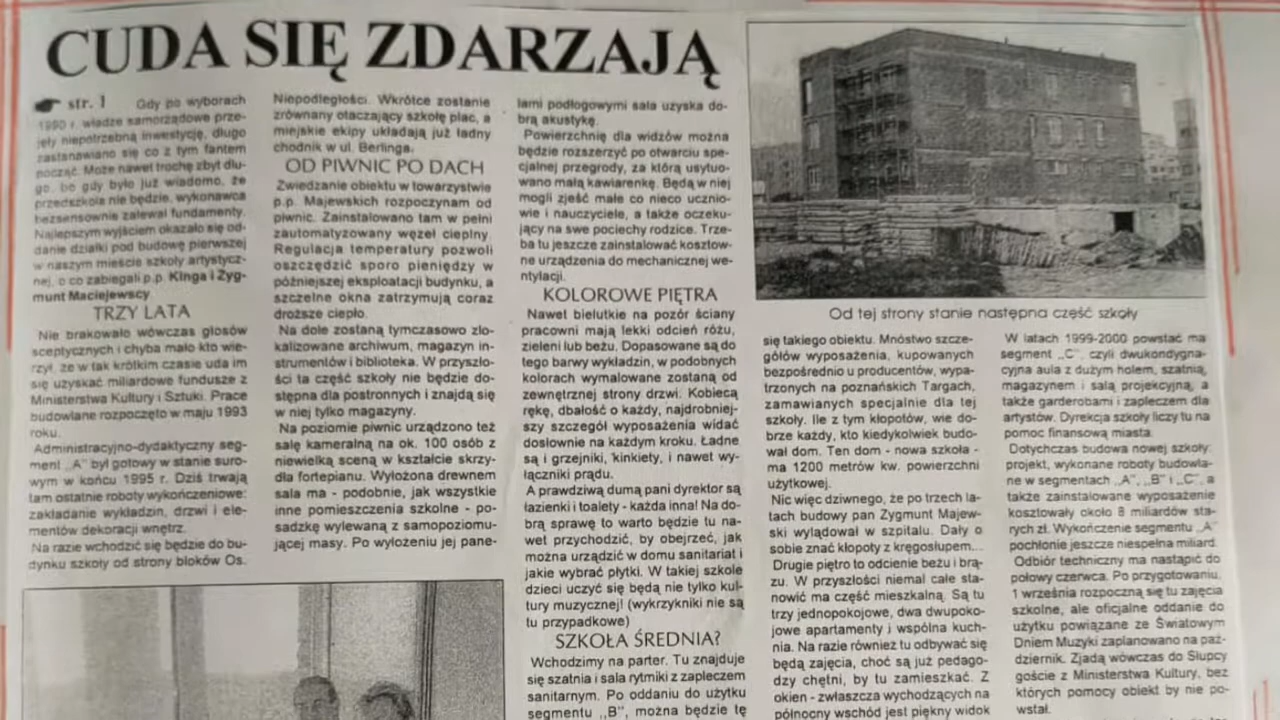 CUDA SIĘ ZDARZAJĄ
str. 1 Gdy po wyborach
1990 r. władze samorządowe prze-
jęły niepotrzebną inwestycję, długo
zastanawiano się co z tym fantem
począć. Może nawet trochę zbyt dłu-
go, bo gdy było już wiadomo, że
przedszkola nie będzie, wykonawca
bezsensownie zalewał fundamenty.
Najlepszym wyjściem okazało się od-
danie działki pod budowę pierwszej
w naszym mieście szkoły artystycz-
nej, o co zabiegali p.p. Kinga i Zyg-
munt Maciejewscy
TRZY LATA
Nie brakowało wówczas głosów
sceptycznych i chyba mało kto wie-
rzył, że w tak krótkim czasie uda im
się uzyskać miliardowe fundusze z
Ministerstwa Kultury i Sztuki. Prace
budowlane rozpoczęto w maju 1993
roku.
Administracyjno-dydaktyczny seg-
ment „A" był gotowy w stanie suro-
wym w końcu 1995 r. Dziś trwają
tam ostatnie roboty wykończeniowe:
zakładanie wykładzin, drzwi i ele-
mentów dekoracji wnętrz.
Na razie wchodzić się będzie do bu-
dynku szkoły od strony bloków Os.
Niepodległości. Wkrótce zostanie
zrównany otaczający szkołę plac, a
miejskie ekipy układają już ładny
chodnik w ul. Berlinga.
OD PIWNIC PO DACH
Zwiedzanie obiektu w towarzystwie
p.p. Majewskich rozpoczynam od
piwnic. Zainstalowano tam w pełni
zautomatyzowany węzeł cieplny.
Regulacja temperatury pozwoli
oszczędzić sporo pieniędzy w
późniejszej eksploatacji budynku, a
szczelne okna zatrzymują coraz
droższe ciepło.
Na dole zostaną tymczasowo zlo-
kalizowane archiwum, magazyn in-
strumentów i biblioteka. W przyszło-
ści ta część szkoły nie będzie do-
stępna dla postronnych i znajdą się
w niej tylko magazyny.
Na poziomie piwnic urządzono też
salę kameralną na ok. 100 osób z
niewielką sceną w kształcie skrzy-
dła fortepianu. Wyłożona drewnem
sala ma - podobnie, jak wszystkie
inne pomieszczenia szkolne - po-
sadzkę wylewaną z samopoziomu-
jącej masy. Po wyłożeniu jej pane-
lami podłogowymi sala uzyska do-
brą akustykę.
Powierzchnię dla widzów można
będzie rozszerzyć po otwarciu spe-
cjalnej przegrody, za którą usytuo-
wano małą kawiarenkę. Będą w niej
mogli zjeść małe co nieco ucznio-
wie i nauczyciele, a także oczeku-
jący na swe pociechy rodzice. Trze-
ba tu jeszcze zainstalować kosztow-
ne urządzenia do mechanicznej we-
ntylacji.
KOLOROWE PIĘTRA
Nawet bielutkie na pozór ściany
pracowni mają lekki odcień różu,
zieleni lub beżu. Dopasowane są do
tego barwy wykładzin, w podobnych
kolorach wymalowane zostaną od
zewnętrznej strony drzwi. Kobiecą
rękę, dbałość o każdy, najdrobniej-
szy szczegół wyposażenia widać
dosłownie na każdym kroku. Ładne
są i grzejniki, kinkiety, i nawet wy-
łączniki prądu.
A prawdziwą dumą pani dyrektor są
łazienki i toalety - każda inna! Na do-
brą sprawę to warto będzie tu na-
wet przychodzić, by obejrzeć, jak
można urządzić w domu sanitariat i
jakie wybrać płytki. W takiej szkole
dzieci uczyć się będą nie tylko kul-
tury muzycznej! (wykrzykniki nie są
tu przypadkowe)
SZKOŁA ŚREDNIA?
Wchodzimy na parter. Tu znajduje
się szatnia i sala rytmiki z zapleczem
sanitarnym. Po oddaniu do użytku
segmentu „B", można będzie tę
Od tej strony stanie następna część szkoły
się takiego obiektu. Mnóstwo szcze-
gółów wyposażenia, kupowanych
bezpośrednio u producentów, wypa-
trzonych na poznańskich Targach,
zamawianych specjalnie dla tej
szkoły. Ile z tym kłopotów, wie do-
brze każdy, kto kiedykolwiek budo-
wał dom. Ten dom - nowa szkoła -
ma 1200 metrów kw. powierzchni
użytkowej.
Nic więc dziwnego, że po trzech la-
tach budowy pan Zygmunt Majew-
ski wylądował w szpitalu. Dały o
sobie znać kłopoty z kręgosłupem...
Drugie piętro to odcienie beżu i brą-
zu. W przyszłości niemal całe sta-
nowić ma część mieszkalną. Są tu
trzy jednopokojowe, dwa dwupoko-
jowe apartamenty i wspólna kuch-
nia. Na razie również tu odbywać się
będą zajęcia, choć są już pedago-
dzy chętni, by tu zamieszkać. Z
okien - zwłaszcza wychodzących na
północny wschód jest piękny widok
W latach 1999-2000 powstać ma
segment „C", czyli dwukondygna-
cyjna aula z dużym holem, szatnią,
magazynem i salą projekcyjną, a
także garderobami i zapleczem dla
artystów. Dyrekcja szkoły liczy tu na
pomoc finansową miasta.
Dotychczas budowa nowej szkoły:
projekt, wykonane roboty budowla-
ne w segmentach „A", „B" i „C", a
także zainstalowane wyposażenie
kosztowały około 8 miliardów sta-
rych zł. Wykończenie segmentu „A"
pochłonie jeszcze niespełna miliard.
Odbiór techniczny ma nastąpić do
połowy czerwca. Po przygotowaniu,
1 września rozpoczną się tu zajęcia
szkolne, ale oficjalne oddanie do
użytku powiązane ze Światowym
Dniem Muzyki zaplanowano na paź-
dziernik. Zjadą wówczas do Słupcy
goście z Ministerstwa Kultury, bez
których pomocy obiekt by nie po-
wstał.